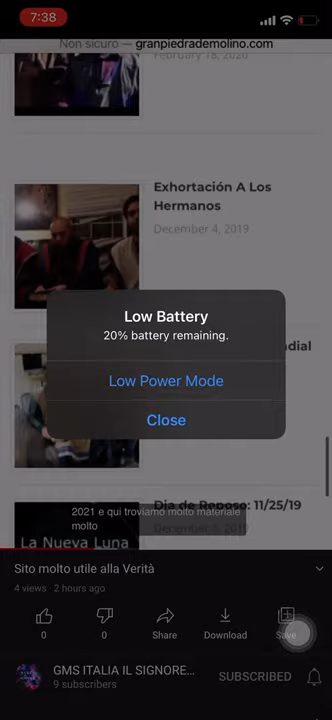 7:38
Non sicuro — granpiedrademolino.com
February 18, 2020
Exhortación A Los
Hermanos
December 4, 2019
Low Battery
20% battery remaining.
Low Power Mode
Close
Dia de Reposo: 11/25/19
2021 e qui troviamo molto materiale
molto
La Nueva Luna
Sito molto utile alla Verità
4 views · 2 hours ago
0
0
Share
Download
Save
GMS ITALIA IL SIGNORE...
9 subscribers
SUBSCRIBED